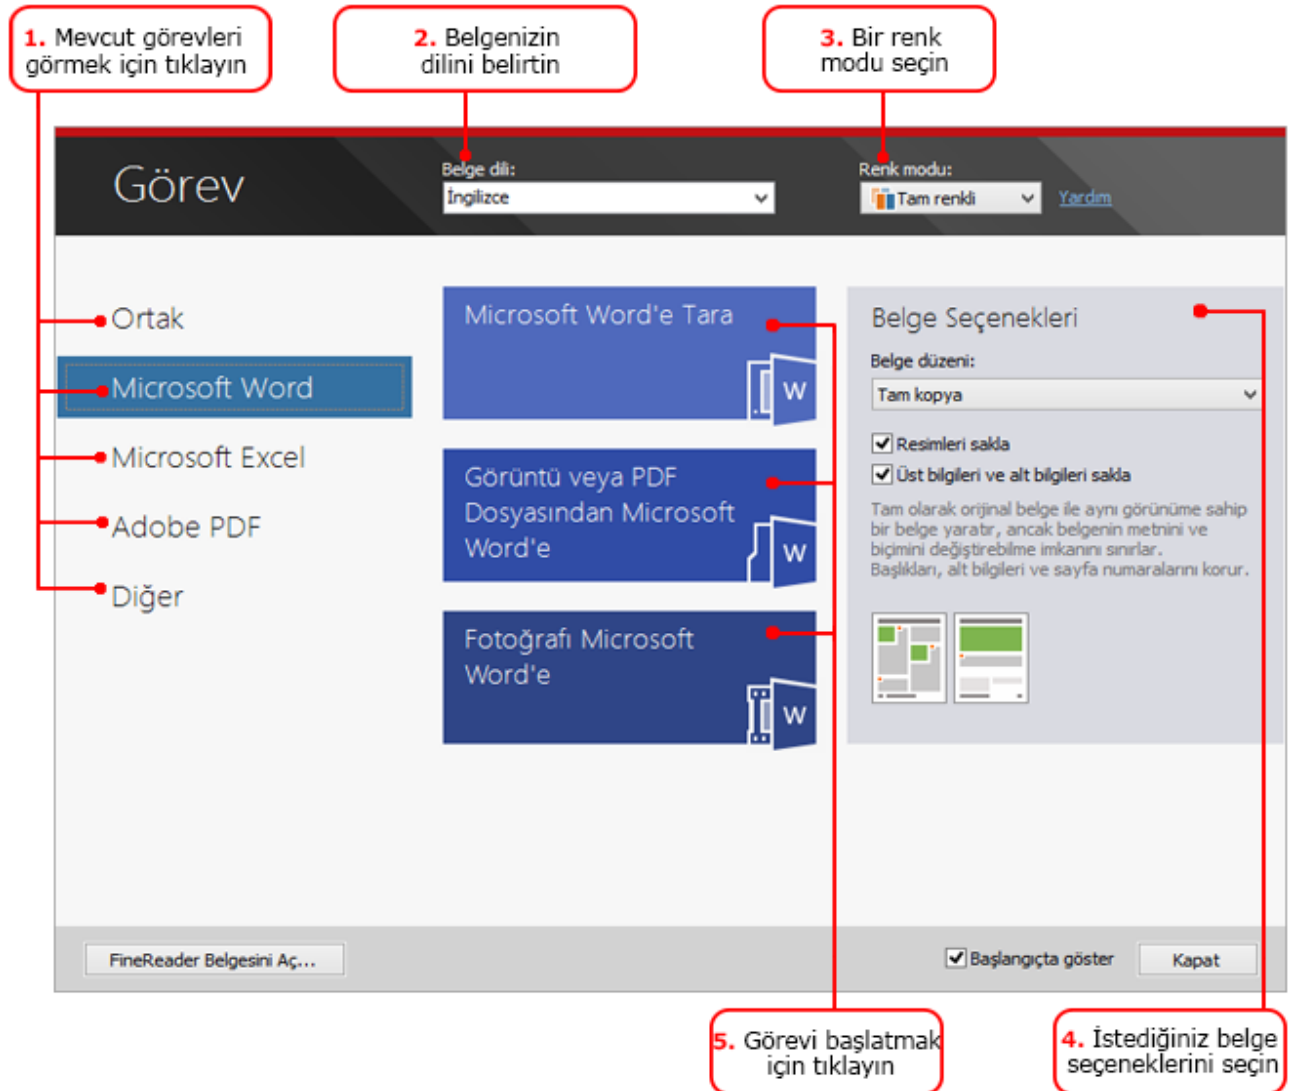 1. Mevcut görevleri
görmek için tıklayın
2. Belgenizin
dilini belirtin
3. Bir renk
modu seçin
Görev
Belge dili:
İngilizce
Renk modu:
Tam renkli
Yardım
Ortak
Microsoft Word
Microsoft Excel
Adobe PDF
Diğer
Microsoft Word'e Tara
W
Görüntü veya PDF
Dosyasından Microsoft
Word'e
W
Fotoğrafı Microsoft
Word'e
W
Belge Seçenekleri
Belge düzeni:
Tam kopya
Resimleri sakla
Üst bilgileri ve alt bilgileri sakla
Tam olarak orijinal belge ile aynı görünüme sahip
bir belge yaratır, ancak belgenin metnini ve
biçimini değiştirebilme imkanını sınırlar.
Başlıkları, alt bilgileri ve sayfa numaralarını korur.
FineReader Belgesini Aç...
Başlangıçta göster
Kapat
5. Görevi başlatmak
için tıklayın
4. İstediğiniz belge
seçeneklerini seçin